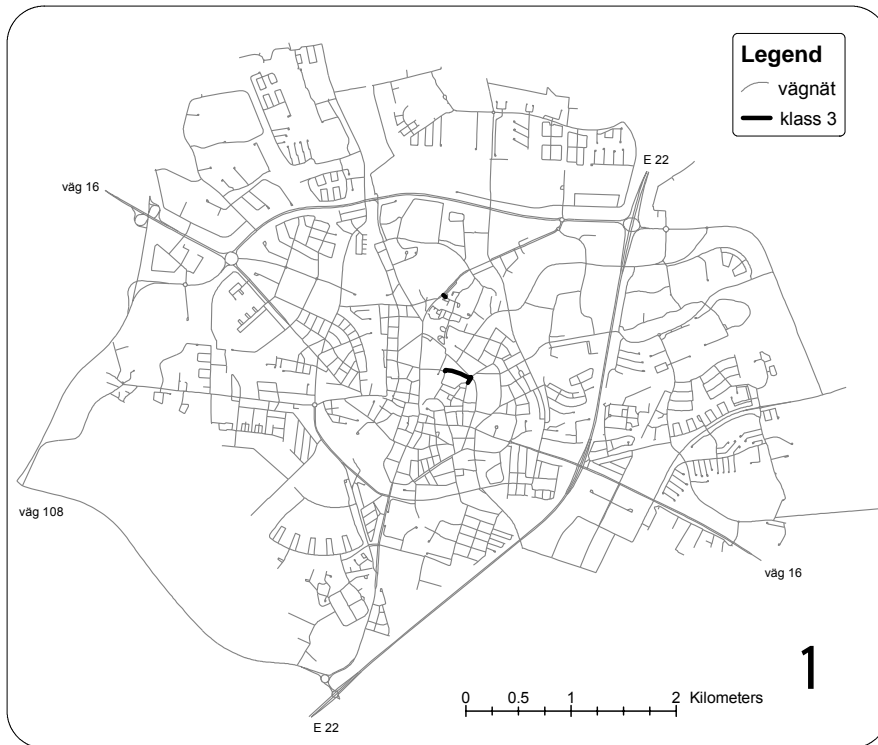 Legend
vägnät
klass 3
E 22
väg 16
väg 108
väg 16
1
0 0.5 1 2 Kilometers
E 22